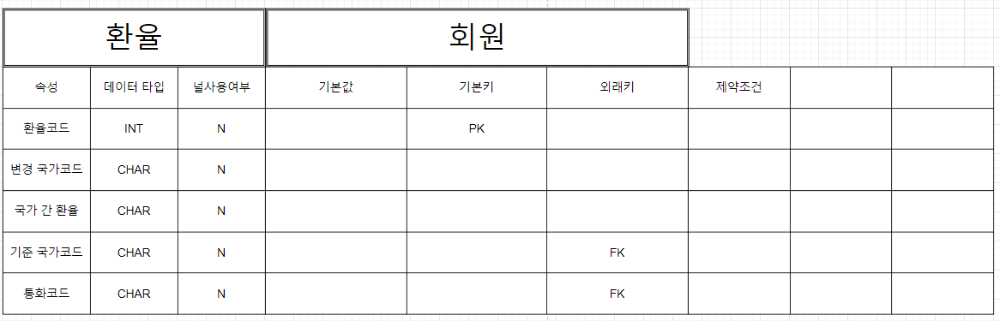 환율 회원
속성 데이터 타입 널사용여부 기본값 기본키 외래키 제약조건
환율코드 INT N PK
변경 국가코드 CHAR N
국가 간 환율 CHAR N
기준 국가코드 CHAR N FK
통화코드 CHAR N FK